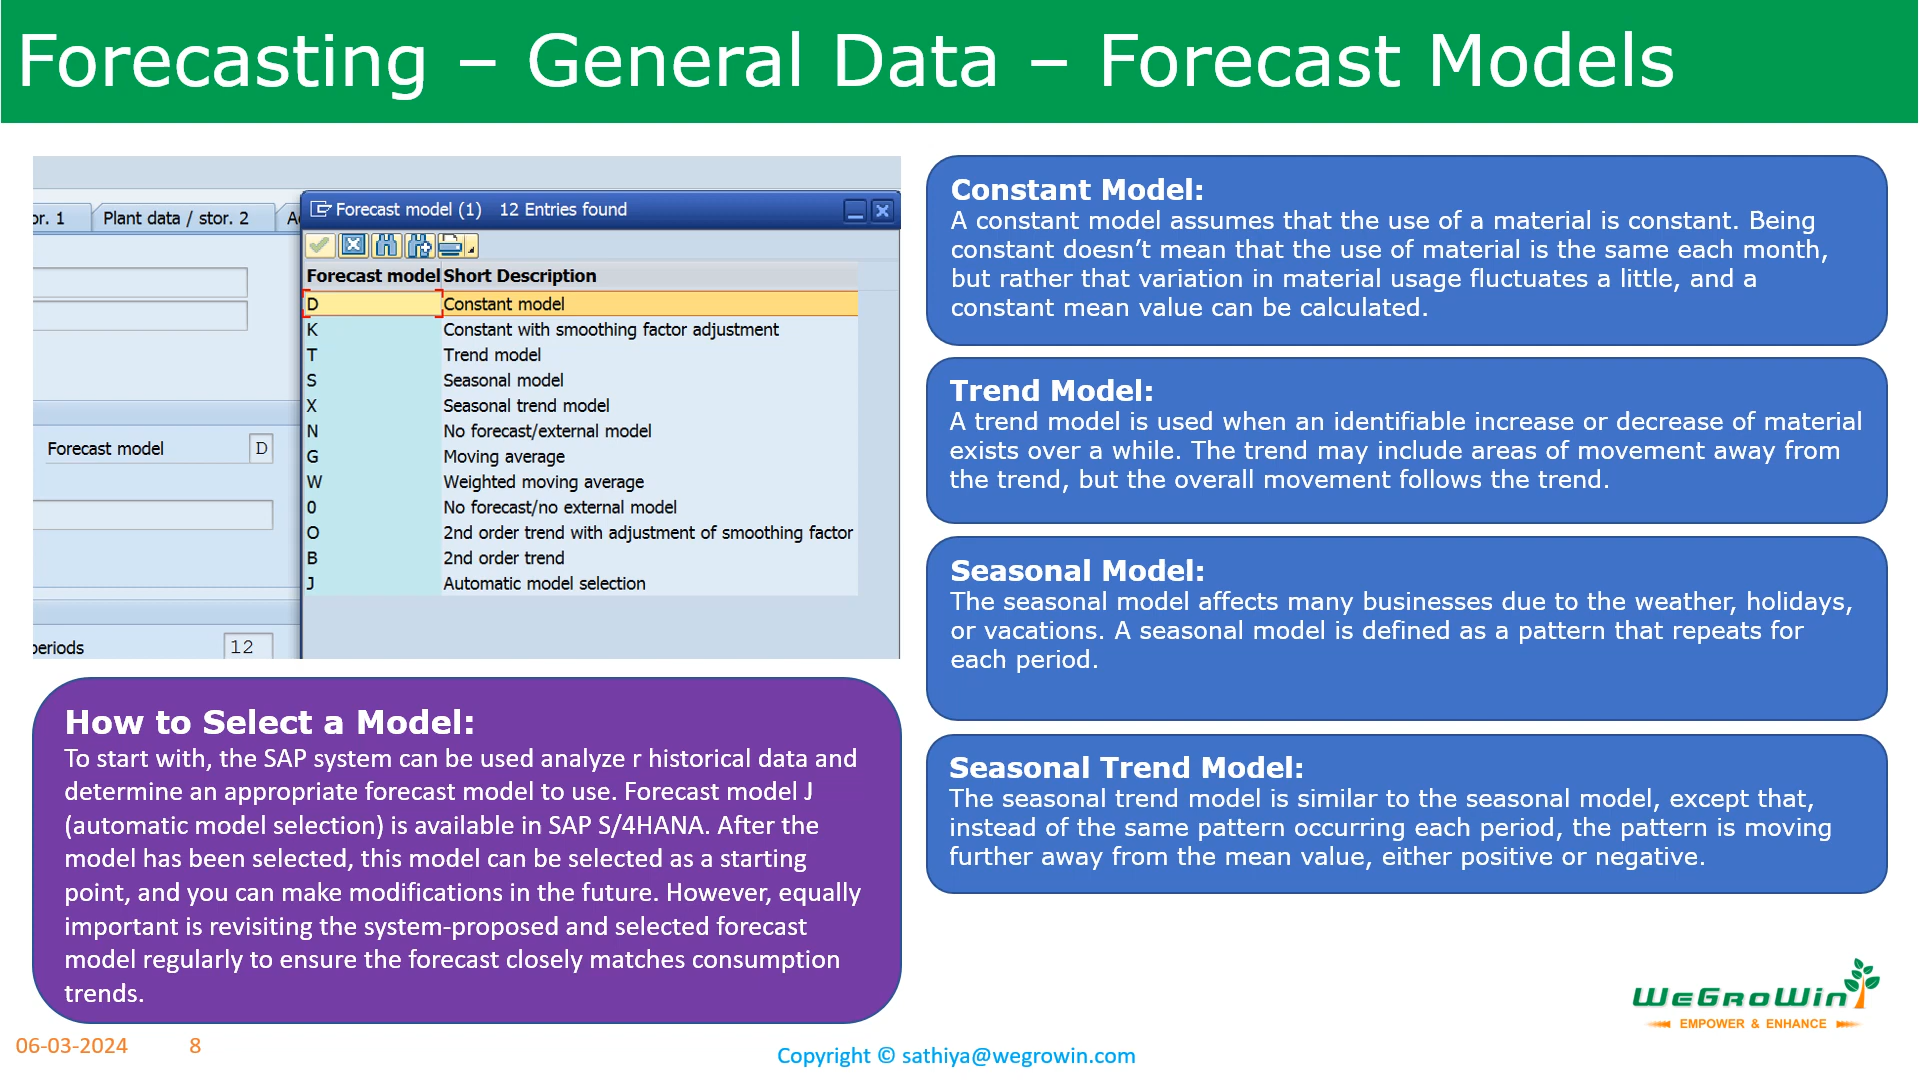 Forecasting – General Data – Forecast Models
or. 1
Plant data / stor. 2
Forecast model
D
periods
12
Forecast model (1) 12 Entries found
Forecast model Short Description
D Constant model
K Constant with smoothing factor adjustment
T Trend model
S Seasonal model
X Seasonal trend model
N No forecast/external model
G Moving average
W Weighted moving average
0 No forecast/no external model
O 2nd order trend with adjustment of smoothing factor
B 2nd order trend
J Automatic model selection
How to Select a Model:
To start with, the SAP system can be used analyze r historical data and
determine an appropriate forecast model to use. Forecast model J
(automatic model selection) is available in SAP S/4HANA. After the
model has been selected, this model can be selected as a starting
point, and you can make modifications in the future. However, equally
important is revisiting the system-proposed and selected forecast
model regularly to ensure the forecast closely matches consumption
trends.
Constant Model:
A constant model assumes that the use of a material is constant. Being
constant doesn’t mean that the use of material is the same each month,
but rather that variation in material usage fluctuates a little, and a
constant mean value can be calculated.
Trend Model:
A trend model is used when an identifiable increase or decrease of material
exists over a while. The trend may include areas of movement away from
the trend, but the overall movement follows the trend.
Seasonal Model:
The seasonal model affects many businesses due to the weather, holidays,
or vacations. A seasonal model is defined as a pattern that repeats for
each period.
Seasonal Trend Model:
The seasonal trend model is similar to the seasonal model, except that,
instead of the same pattern occurring each period, the pattern is moving
further away from the mean value, either positive or negative.
WeGroWin
EMPOWER & ENHANCE
06-03-2024 8
Copyright © sathiya@wegrowin.com